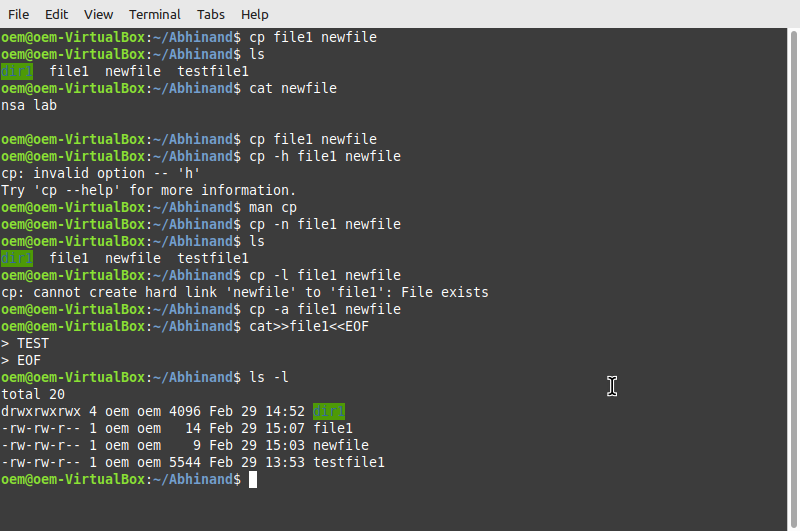 File Edit View Terminal Tabs Help
oem@oem-VirtualBox:~/Abhinand$ cp file1 newfile
oem@oem-VirtualBox:~/Abhinand$ ls
dir1  file1  newfile  testfile1
oem@oem-VirtualBox:~/Abhinand$ cat newfile
nsa lab
oem@oem-VirtualBox:~/Abhinand$ cp file1 newfile
oem@oem-VirtualBox:~/Abhinand$ cp -h file1 newfile
cp: invalid option -- 'h'
Try 'cp --help' for more information.
oem@oem-VirtualBox:~/Abhinand$ man cp
oem@oem-VirtualBox:~/Abhinand$ cp -n file1 newfile
oem@oem-VirtualBox:~/Abhinand$ ls
dir1  file1  newfile  testfile1
oem@oem-VirtualBox:~/Abhinand$ cp -l file1 newfile
cp: cannot create hard link 'newfile' to 'file1': File exists
oem@oem-VirtualBox:~/Abhinand$ cp -a file1 newfile
oem@oem-VirtualBox:~/Abhinand$ cat>>file1<<EOF
> TEST
> EOF
oem@oem-VirtualBox:~/Abhinand$ ls -l
total 20
drwxrwxrwx 4 oem oem 4096 Feb 29 14:52 dir1
-rw-rw-r-- 1 oem oem   14 Feb 29 15:07 file1
-rw-rw-r-- 1 oem oem    9 Feb 29 15:03 newfile
-rw-rw-r-- 1 oem oem 5544 Feb 29 13:53 testfile1
oem@oem-VirtualBox:~/Abhinand$